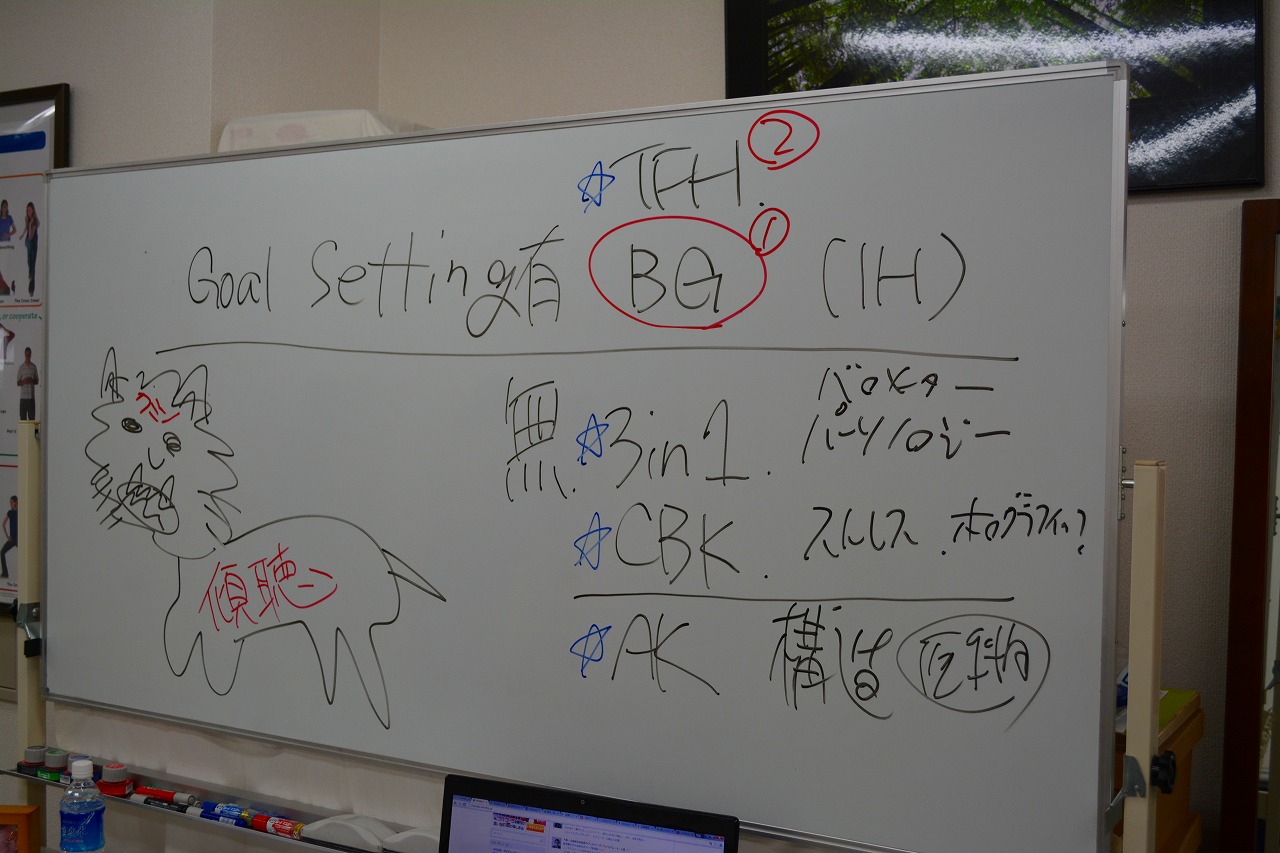 ☆TFH. ②
Goal Setting有 BG ① (IH)
無. ☆3in1. バロメター
パーソノロジー
☆CBK. ストレス.ホログラフィック?
☆AK 構造
傾聴
or cooperate